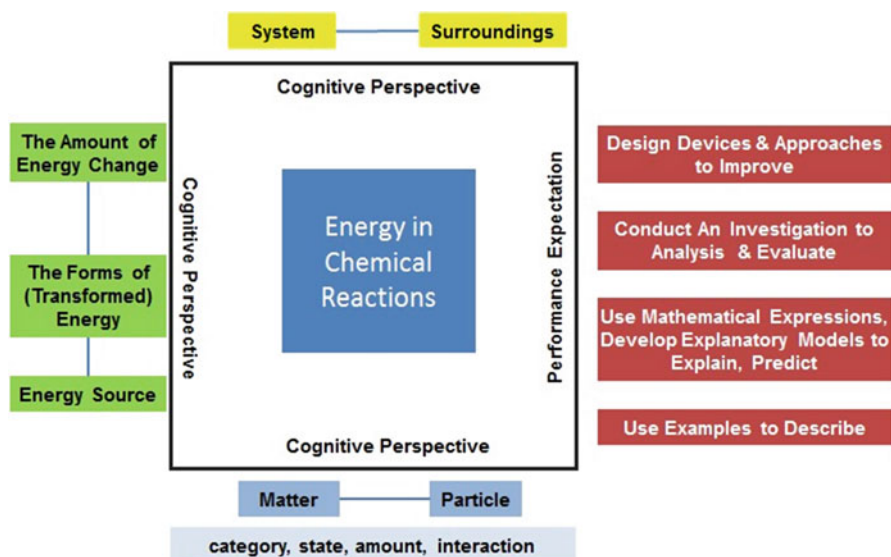 System
Surroundings
Cognitive Perspective
The Amount of
Energy Change
The Forms of
(Transformed)
Energy
Energy Source
Cognitive Perspective
Energy in
Chemical
Reactions
Performance Expectation
Design Devices & Approaches
to Improve
Conduct An Investigation to
Analysis & Evaluate
Use Mathematical Expressions,
Develop Explanatory Models to
Explain, Predict
Use Examples to Describe
Cognitive Perspective
Matter
Particle
category, state, amount, interaction